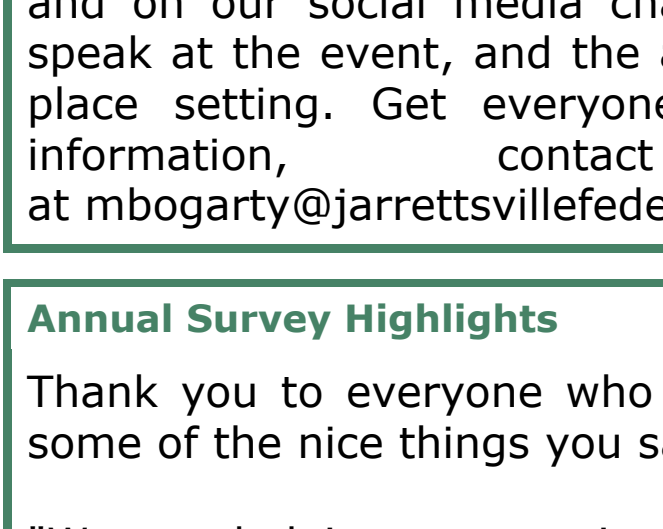 and on our social media cha
speak at the event, and the a
place setting. Get everyone
information, contact
at mbogarty@jarrettsvillefede
Annual Survey Highlights
Thank you to everyone who
some of the nice things you sa